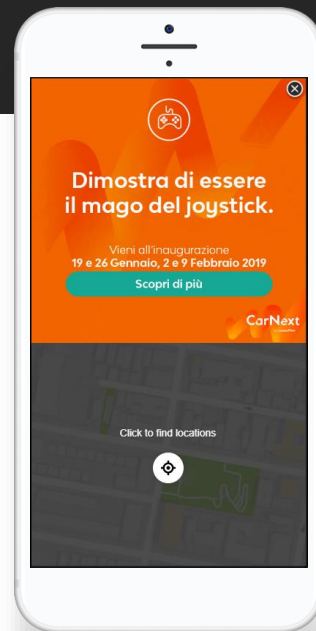 Dimostra di essere
il mago del joystick.
Vieni all'inaugurazione
19 e 26 Gennaio, 2 e 9 Febbraio 2019
Scopri di più
CarNext
Click to find locations